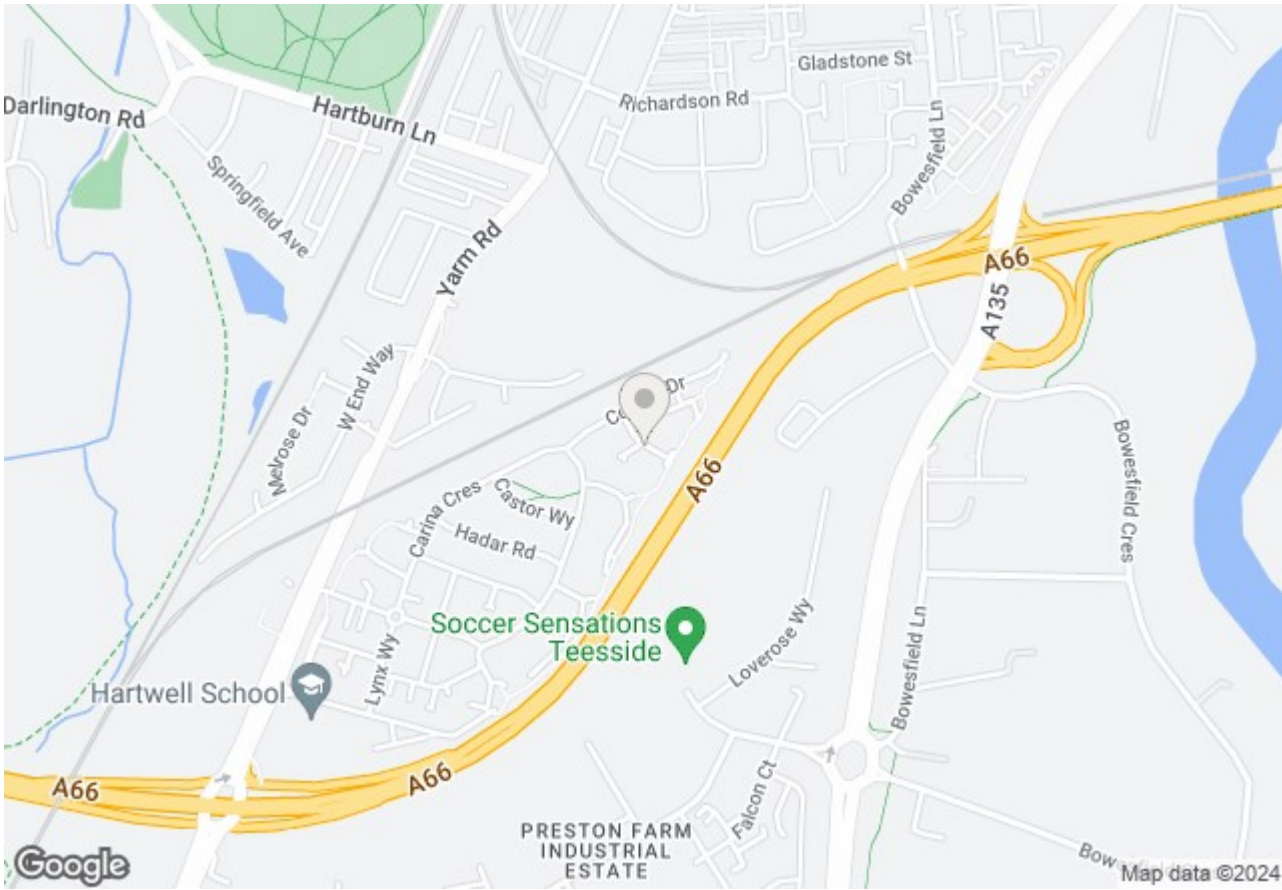 Gladstone St
Richardson Rd
Darlington Rd
Hartburn Ln
Bowesfield Ln
Springfield Ave
Yarm Rd
A66
A135
W End Way
Melrose Dr
Dr
Bowesfield Cres
A66
Carina Cres
Castor Wy
Hadar Rd
Soccer Sensations
Teesside
Loverose Wy
Bowesfield Ln
Lynx Wy
Hartwell School
A66
A66
Falcon Ct
PRESTON FARM
INDUSTRIAL
ESTATE
Google
Map data ©2024